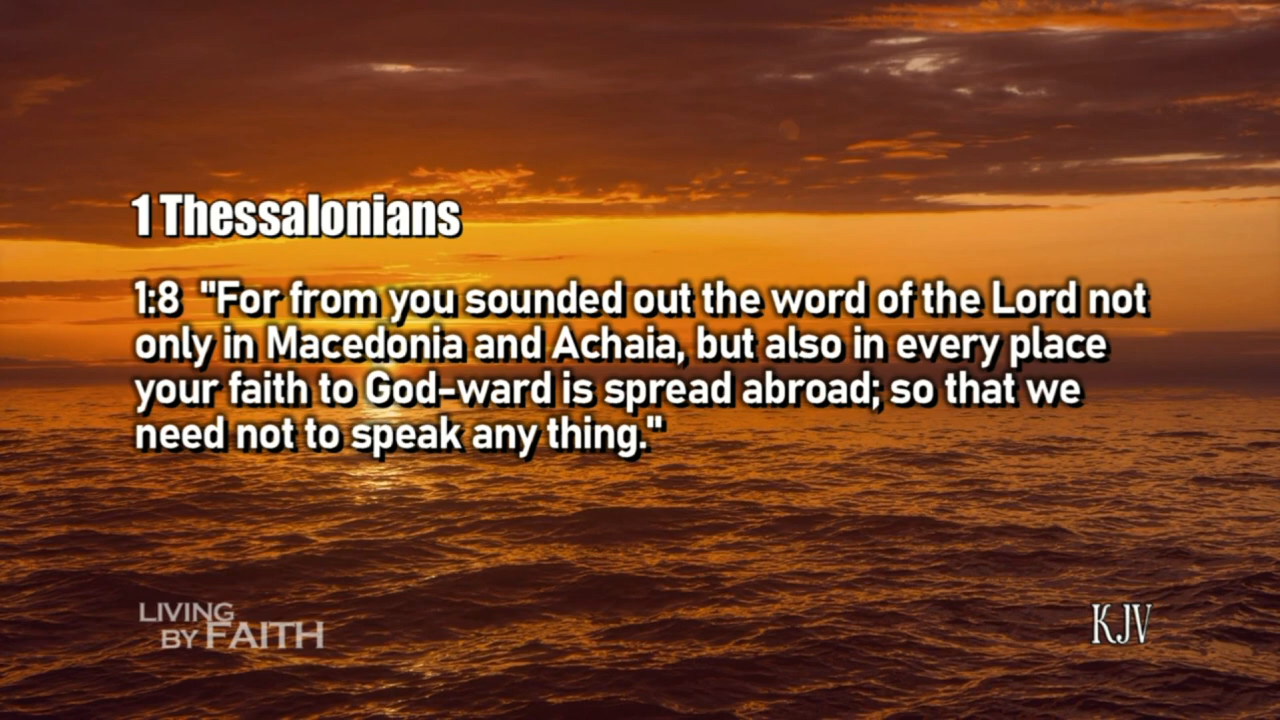 1 Thessalonians
1:8 "For from you sounded out the word of the Lord not
only in Macedonia and Achaia, but also in every place
your faith to God-ward is spread abroad; so that we
need not to speak any thing."
LIVING
BY FAITH
KJV